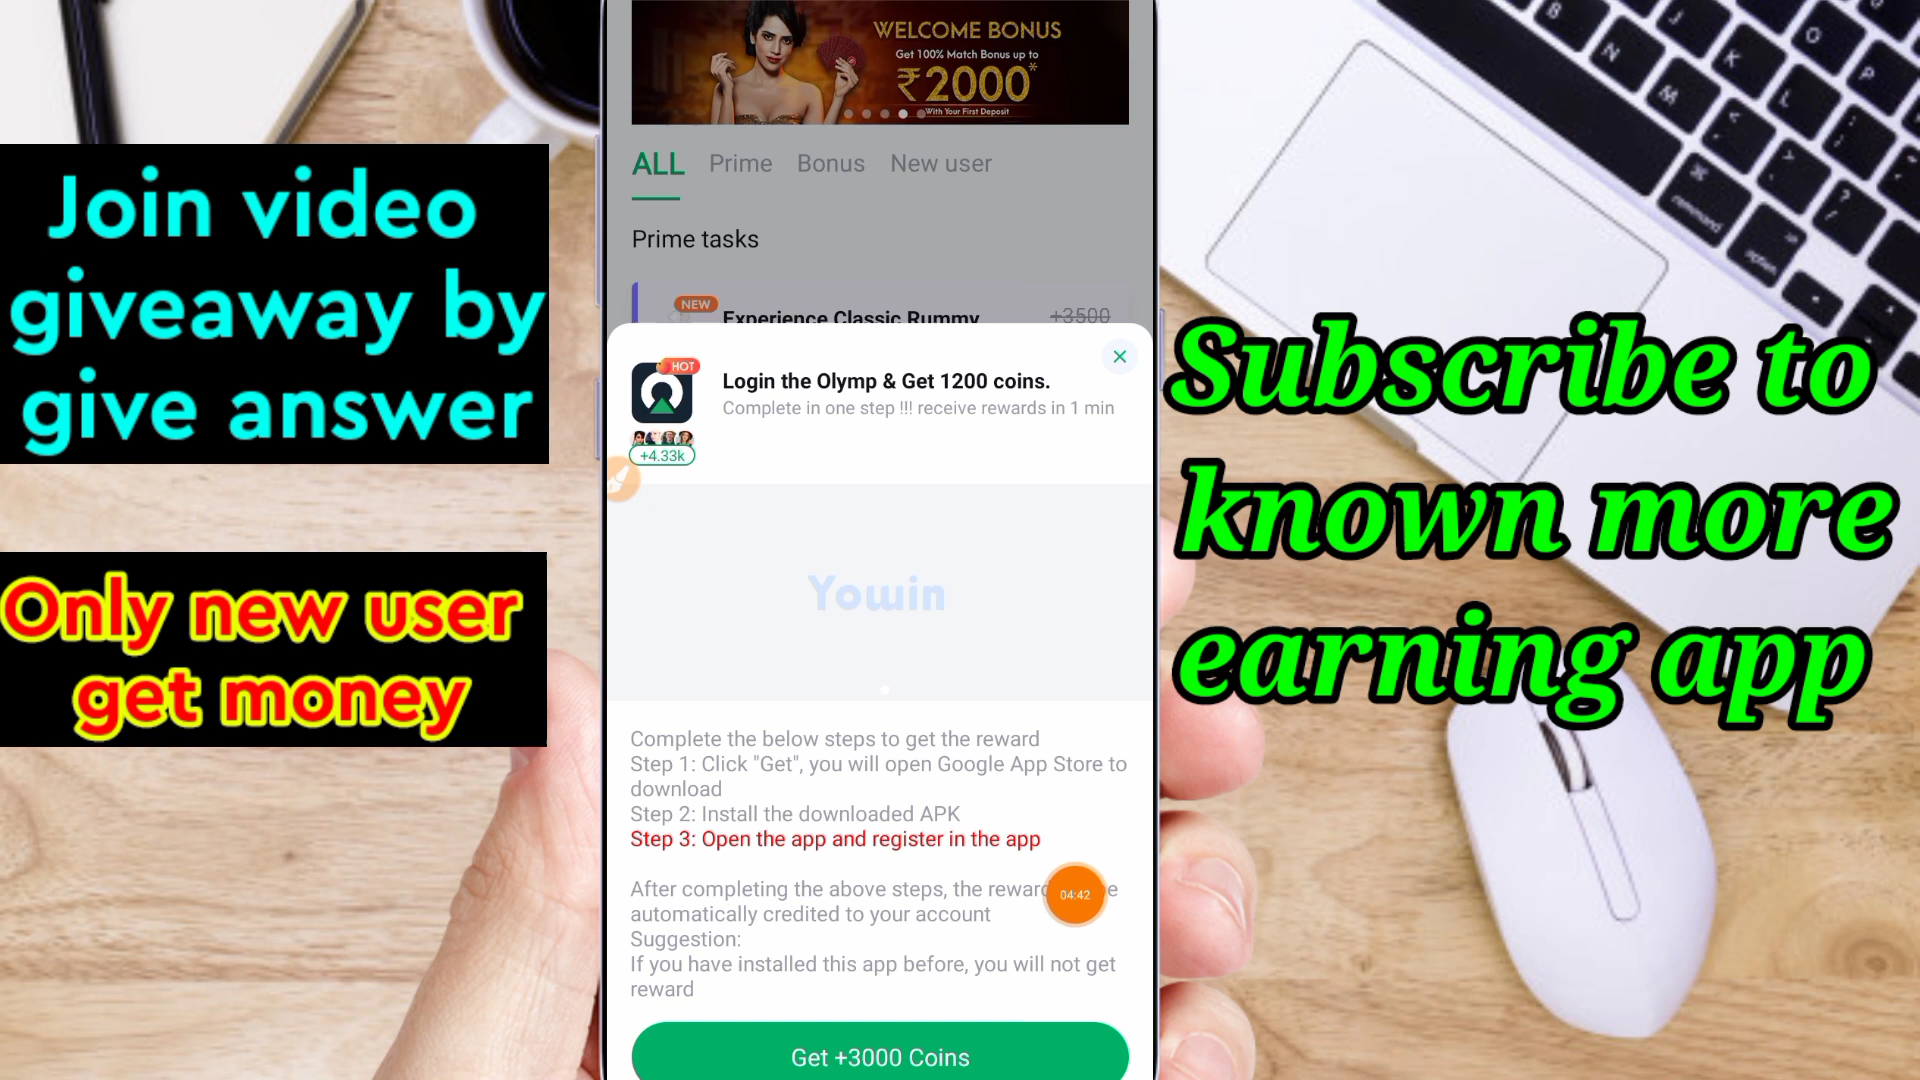 WELCOME BONUS
Get 100% Match Bonus up to
₹2000*
With Your First Deposit
ALL Prime Bonus New user
Prime tasks
NEW
Experience Classic Rummy +3500
HOT
Login the Olymp & Get 1200 coins.
Complete in one step !!! receive rewards in 1 min
+4.33k
Yowin
Complete the below steps to get the reward
Step 1: Click "Get", you will open Google App Store to
download
Step 2: Install the downloaded APK
Step 3: Open the app and register in the app
After completing the above steps, the reward
04:42
automatically credited to your account
Suggestion:
If you have installed this app before, you will not get
reward
Get +3000 Coins
Join video
giveaway by
give answer
Only new user
get money
Subscribe to
known more
earning app
B
N
M
J
K
L
O
P
<
>
?
command
option